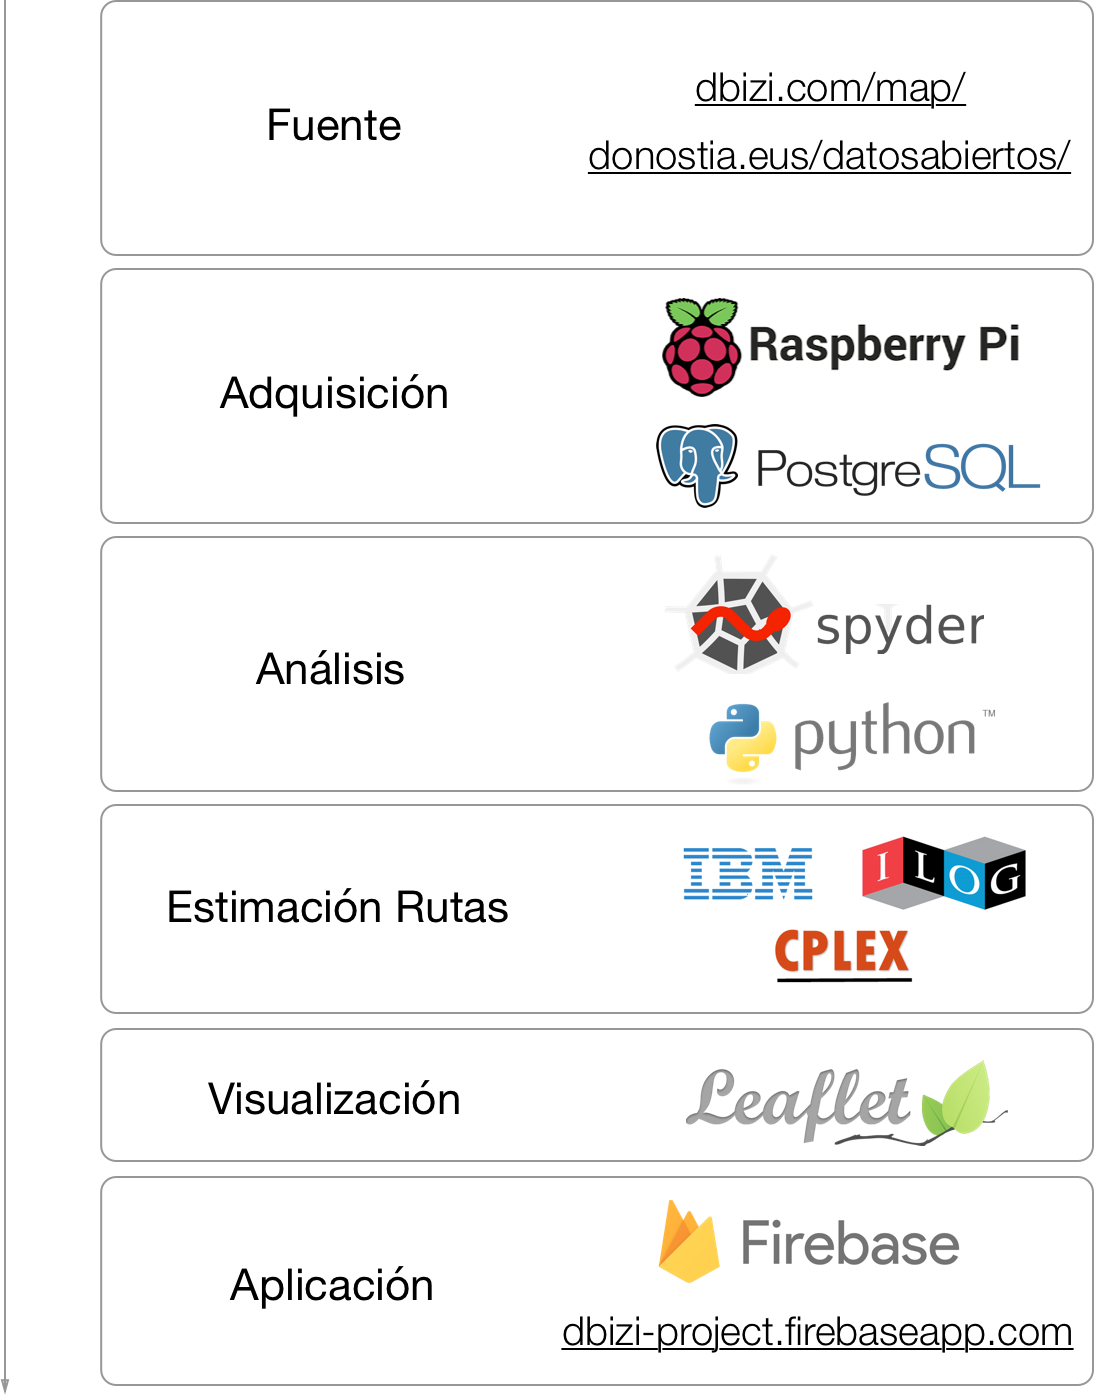 Fuente
dbizi.com/map/
donostia.eus/datosabiertos/
Adquisición
Raspberry Pi
PostgreSQL
Análisis
spyder
python™
Estimación Rutas
IBM
ILOG
CPLEX
Visualización
Leaflet
Aplicación
Firebase
dbizi-project.firebaseapp.com